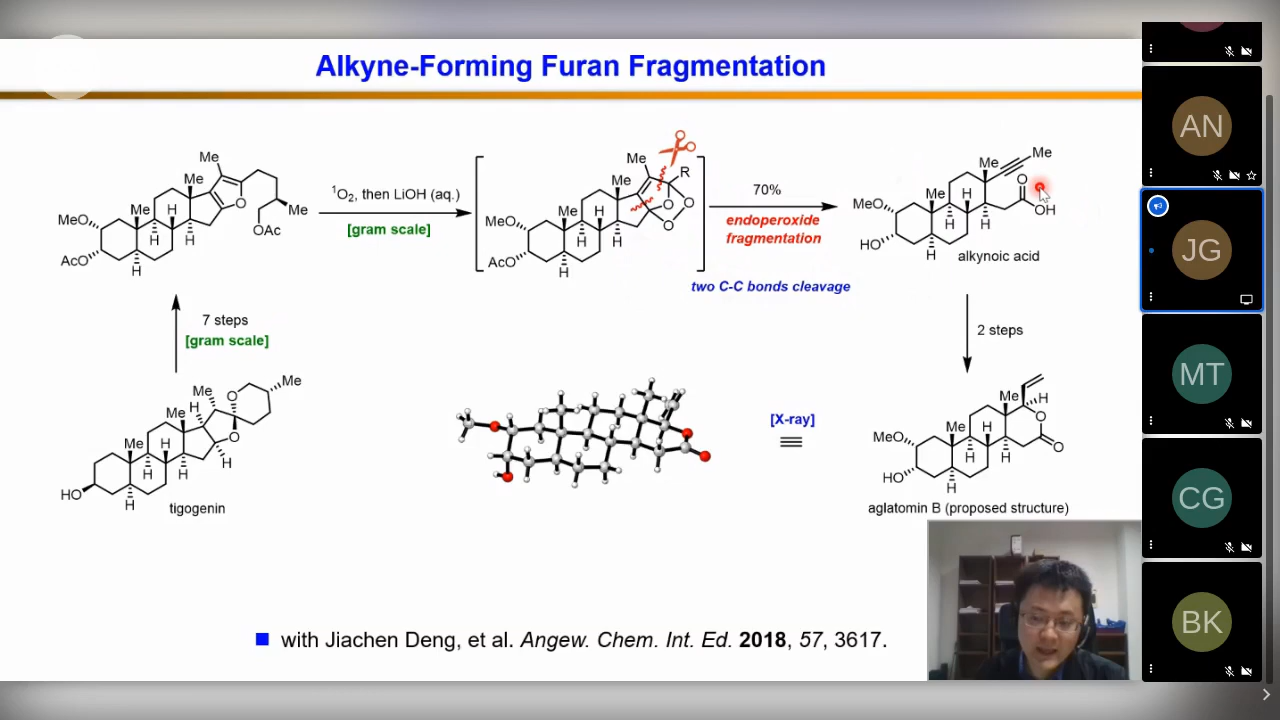 Alkyne-Forming Furan Fragmentation
Me
Me
Me
MeO
AcO
H
H
H
H
O
Me
OAc
¹O₂, then LiOH (aq.)
[gram scale]
Me
Me
Me
R
MeO
AcO
H
H
H
H
O
O
O
70%
endoperoxide
fragmentation
two C-C bonds cleavage
Me
Me
Me
MeO
HO
H
H
H
H
O
OH
alkynoic acid
7 steps
[gram scale]
2 steps
Me
Me
Me
Me
HO
H
H
H
H
H
H
O
O
tigogenin
[X-ray]
Me
Me
MeO
HO
H
H
H
H
H
O
O
aglatomin B (proposed structure)
with Jiachen Deng, et al. Angew. Chem. Int. Ed. 2018, 57, 3617.
AN
JG
MT
CG
BK